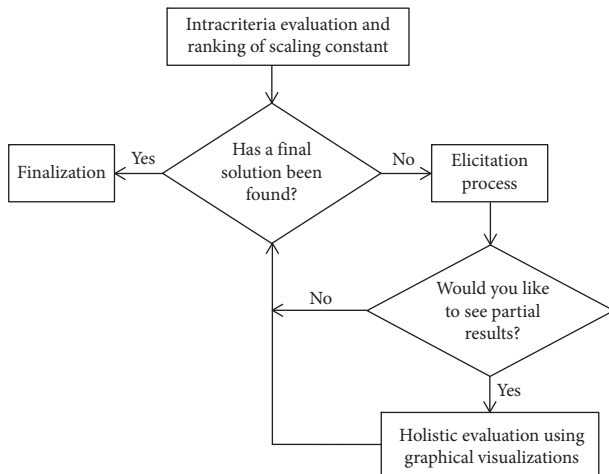 Intracriteria evaluation and
ranking of scaling constant
Has a final
solution been
found?
Yes
Finalization
No
Elicitation
process
Would you like
to see partial
results?
No
Yes
Holistic evaluation using
graphical visualizations